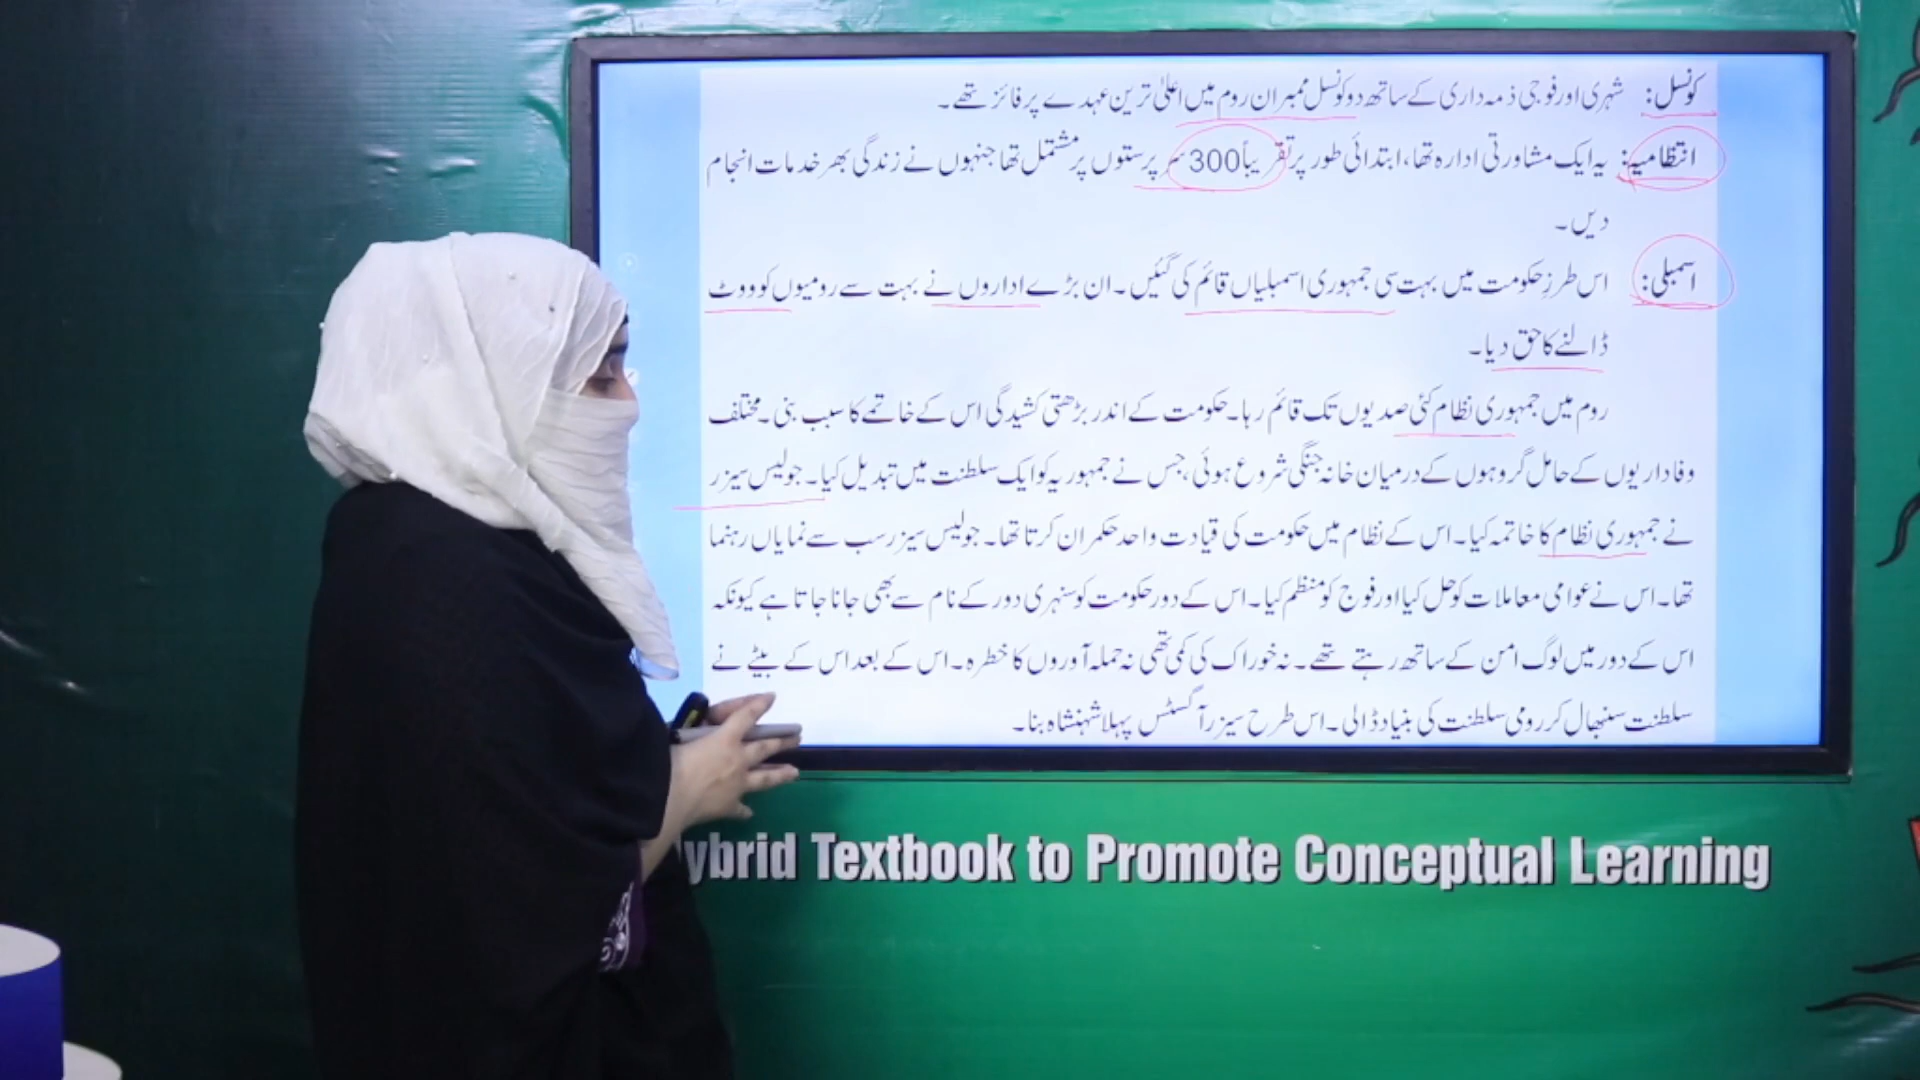 کونسل: شہری اور فوجی ذمہ داری کے ساتھ دو کونسل ممبران روم میں اعلیٰ ترین عہدے پر فائز تھے۔
انتظامیہ: یہ ایک مشاورتی ادارہ تھا، ابتدائی طور پر تقریباً 300 سرپرستوں پر مشتمل تھا جنہوں نے زندگی بھر خدمات انجام
دیں۔
اسمبلی: اس طرزِ حکومت میں بہت سی جمہوری اسمبلیاں قائم کی گئیں۔ ان بڑے اداروں نے بہت سے رومیوں کو ووٹ
ڈالنے کا حق دیا۔
روم میں جمہوری نظام کئی صدیوں تک قائم رہا۔ حکومت کے اندر بڑھتی کشیدگی اس کے خاتمے کا سبب بنی۔ مختلف
وفاداریوں کے حامل گروہوں کے درمیان خانہ جنگی شروع ہوئی، جس نے جمہوریہ کو ایک سلطنت میں تبدیل کیا۔ جولیس سیزر
نے جمہوری نظام کا خاتمہ کیا۔ اس کے نظام میں حکومت کی قیادت واحد حکمران کرتا تھا۔ جولیس سیزر سب سے نمایاں رہنما
تھا۔ اس نے عوامی معاملات کو حل کیا اور فوج کو منظم کیا۔ اس کے دور حکومت کو سنہری دور کے نام سے بھی جانا جاتا ہے کیونکہ
اس کے دور میں لوگ امن کے ساتھ رہتے تھے۔ نہ خوراک کی کمی تھی نہ حملہ آوروں کا خطرہ۔ اس کے بعد اس کے بیٹے نے
سلطنت سنبھال کر رومی سلطنت کی بنیاد ڈالی۔ اس طرح سیزر آگسٹس پہلا شہنشاہ بنا۔
ybrid Textbook to Promote Conceptual Learning